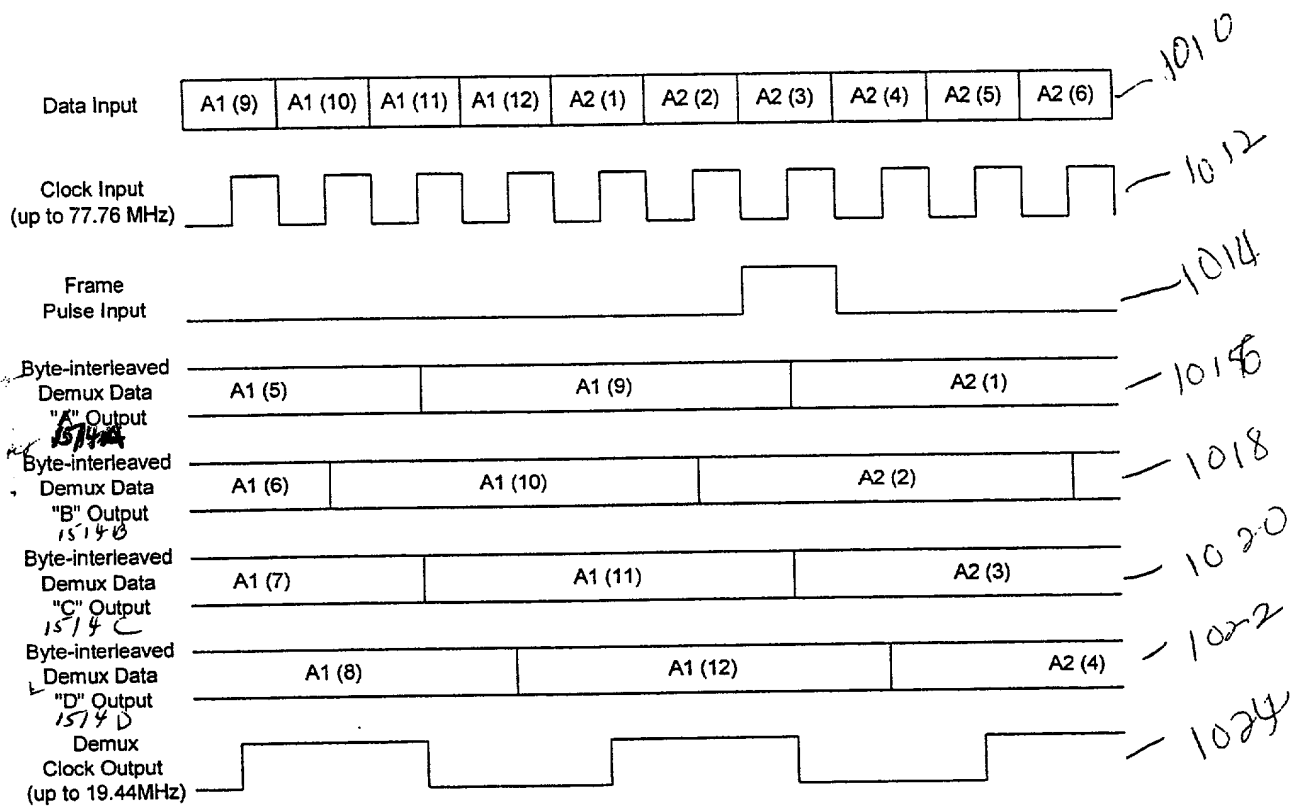 Data Input A1 (9) A1 (10) A1 (11) A1 (12) A2 (1) A2 (2) A2 (3) A2 (4) A2 (5) A2 (6) 1010
Clock Input
(up to 77.76 MHz) 1012
Frame
Pulse Input 1014
Byte-interleaved
Demux Data A1 (5) A1 (9) A2 (1)
"A" Output
Byte-interleaved
Demux Data A1 (6) A1 (10) A2 (2) 1018
"B" Output
1514B
Byte-interleaved
Demux Data A1 (7) A1 (11) A2 (3) 1020
"C" Output
1514C
Byte-interleaved
Demux Data A1 (8) A1 (12) A2 (4) 1022
"D" Output
1514D
Demux
Clock Output
(up to 19.44MHz) 1024